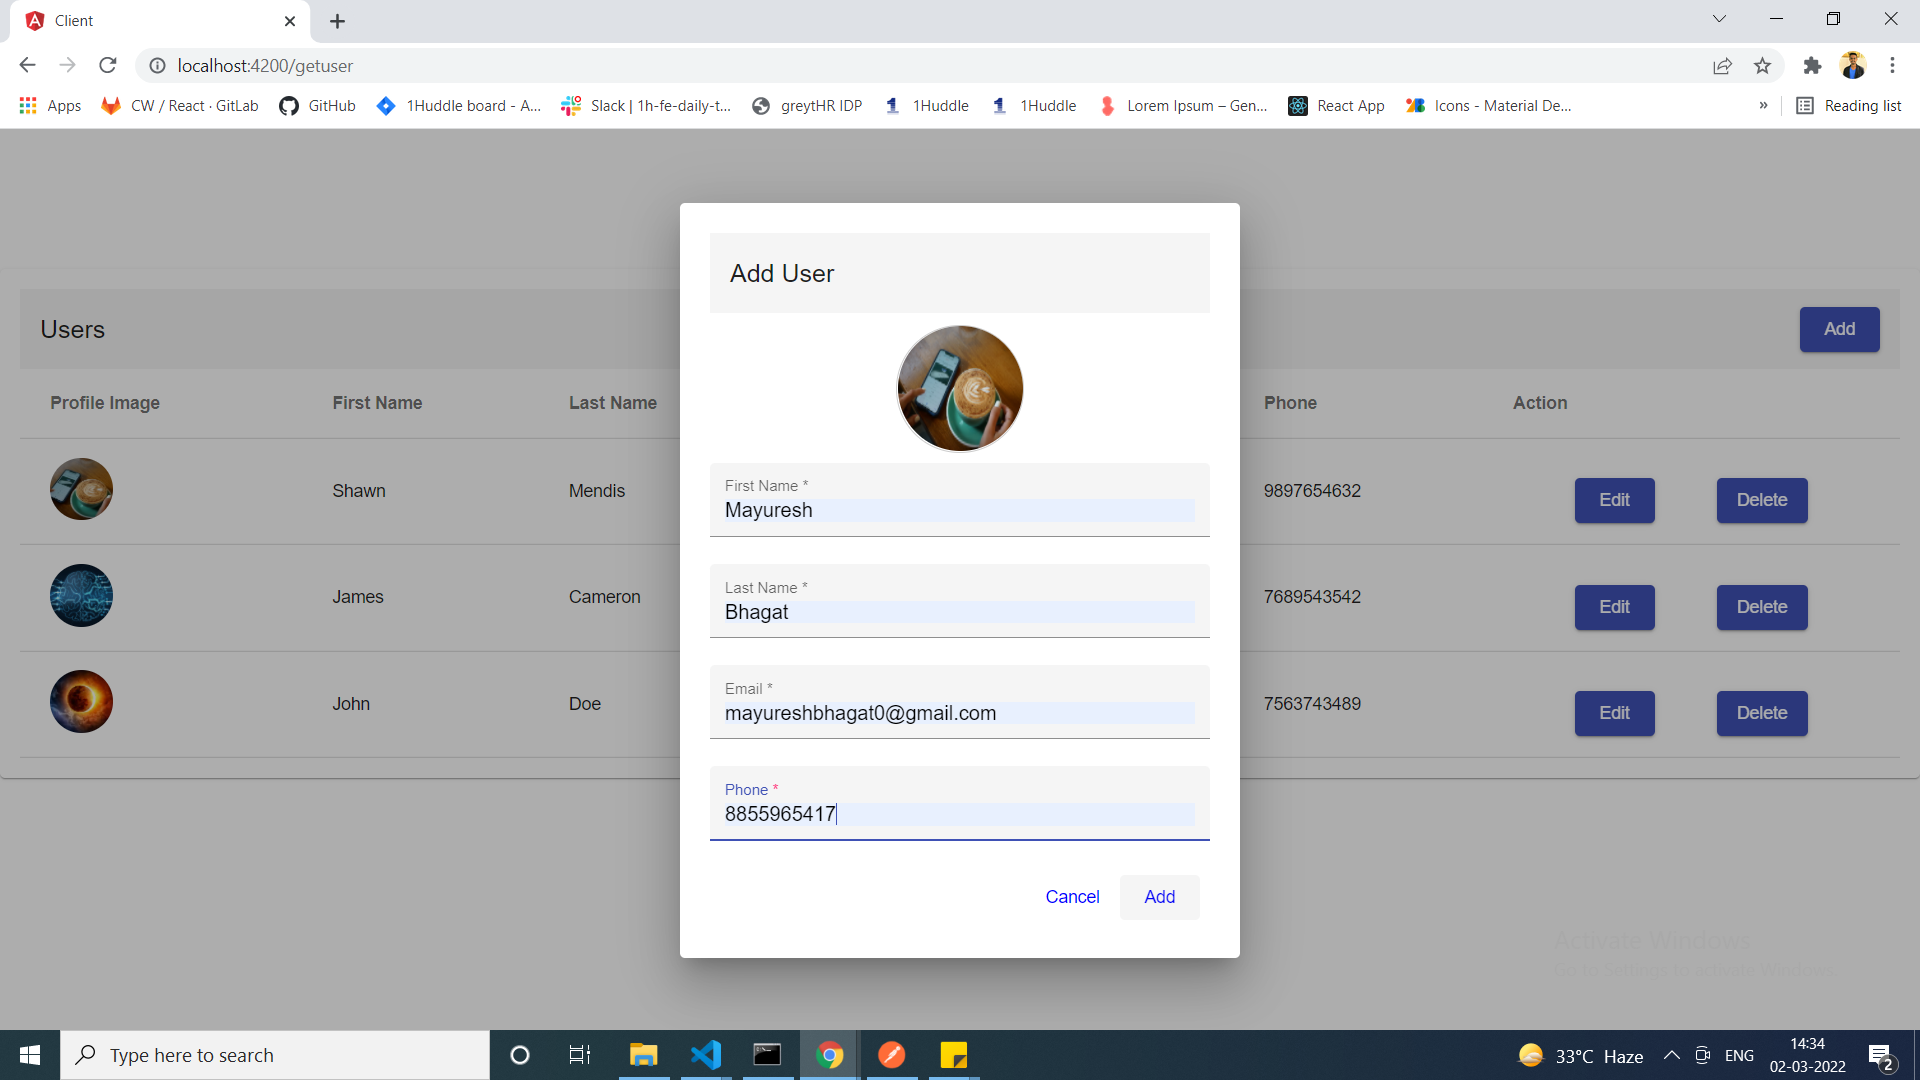 Client
localhost:4200/getuser
Apps
CW / React · GitLab
GitHub
1Huddle board - A...
Slack | 1h-fe-daily-t...
greytHR IDP
1Huddle
1Huddle
Lorem Ipsum – Gen...
React App
Icons - Material De...
»
Reading list
Users
Add
Profile Image
First Name
Last Name
Phone
Action
Shawn
Mendis
9897654632
Edit
Delete
James
Cameron
7689543542
Edit
Delete
John
Doe
7563743489
Edit
Delete
Add User
First Name *
Mayuresh
Last Name *
Bhagat
Email *
mayureshbhagat0@gmail.com
Phone *
8855965417
Cancel
Add
Activate Windows
Go to Settings to activate Windows.
Type here to search
33°C Haze
ENG
14:34
02-03-2022
2